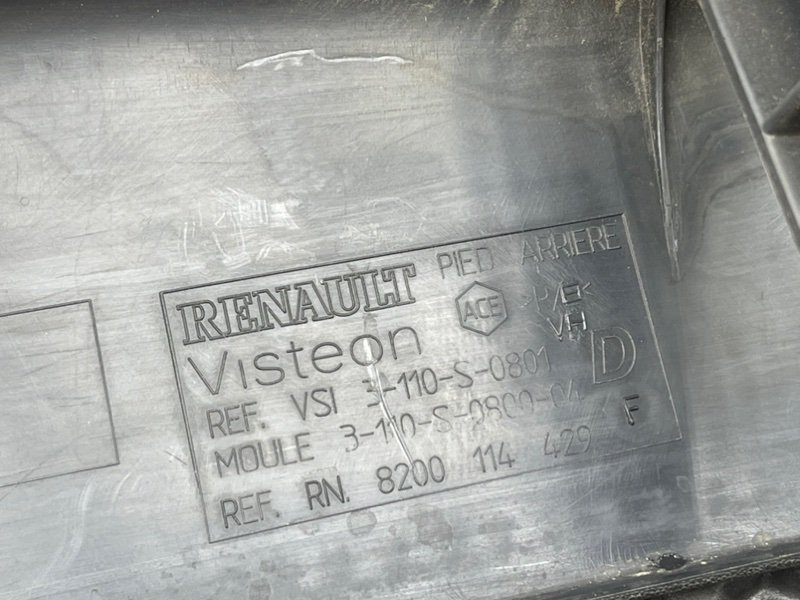 RENAULT PIED ARRIERE
ACE >P/E<
VH
Visteon D
REF. VSI 3-110-S-0801
MOULE 3-110-S-0800-04 F
REF. RN. 8200 114 429